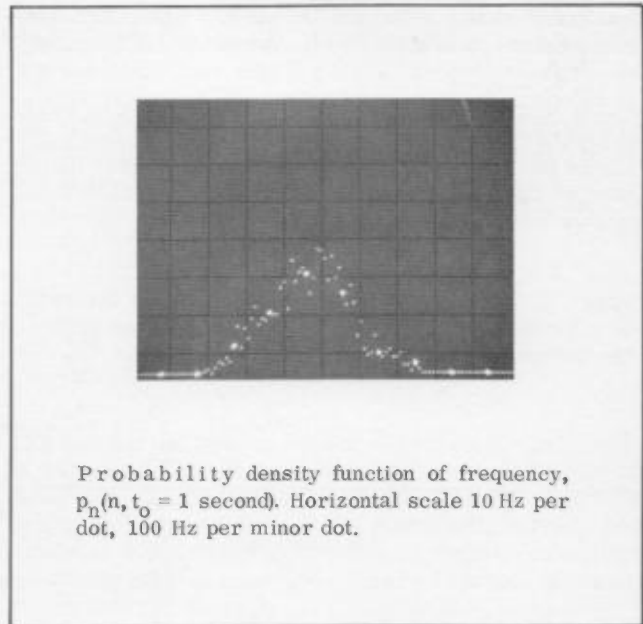 Probability density function of frequency,
pn(n, to = 1 second). Horizontal scale 10 Hz per
dot, 100 Hz per minor dot.